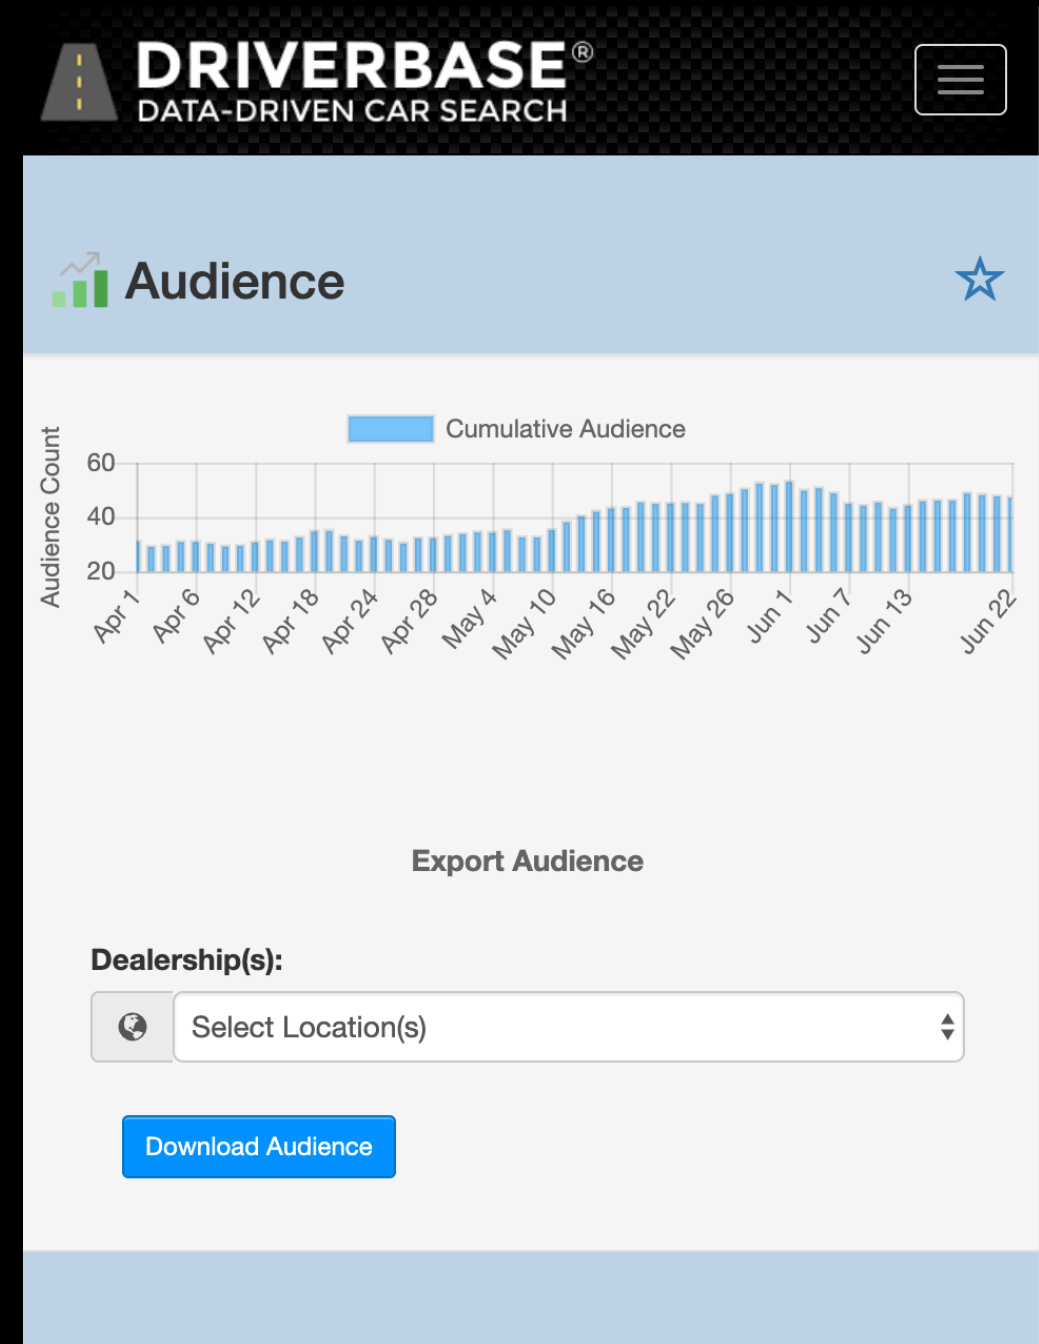 DRIVERBASE®
DATA-DRIVEN CAR SEARCH
Audience
Cumulative Audience
Audience Count
60
40
20
Apr 1
Apr 6
Apr 12
Apr 18
Apr 24
Apr 28
May 4
May 10
May 16
May 22
May 26
Jun 1
Jun 7
Jun 13
Jun 22
Export Audience
Dealership(s):
Select Location(s)
Download Audience